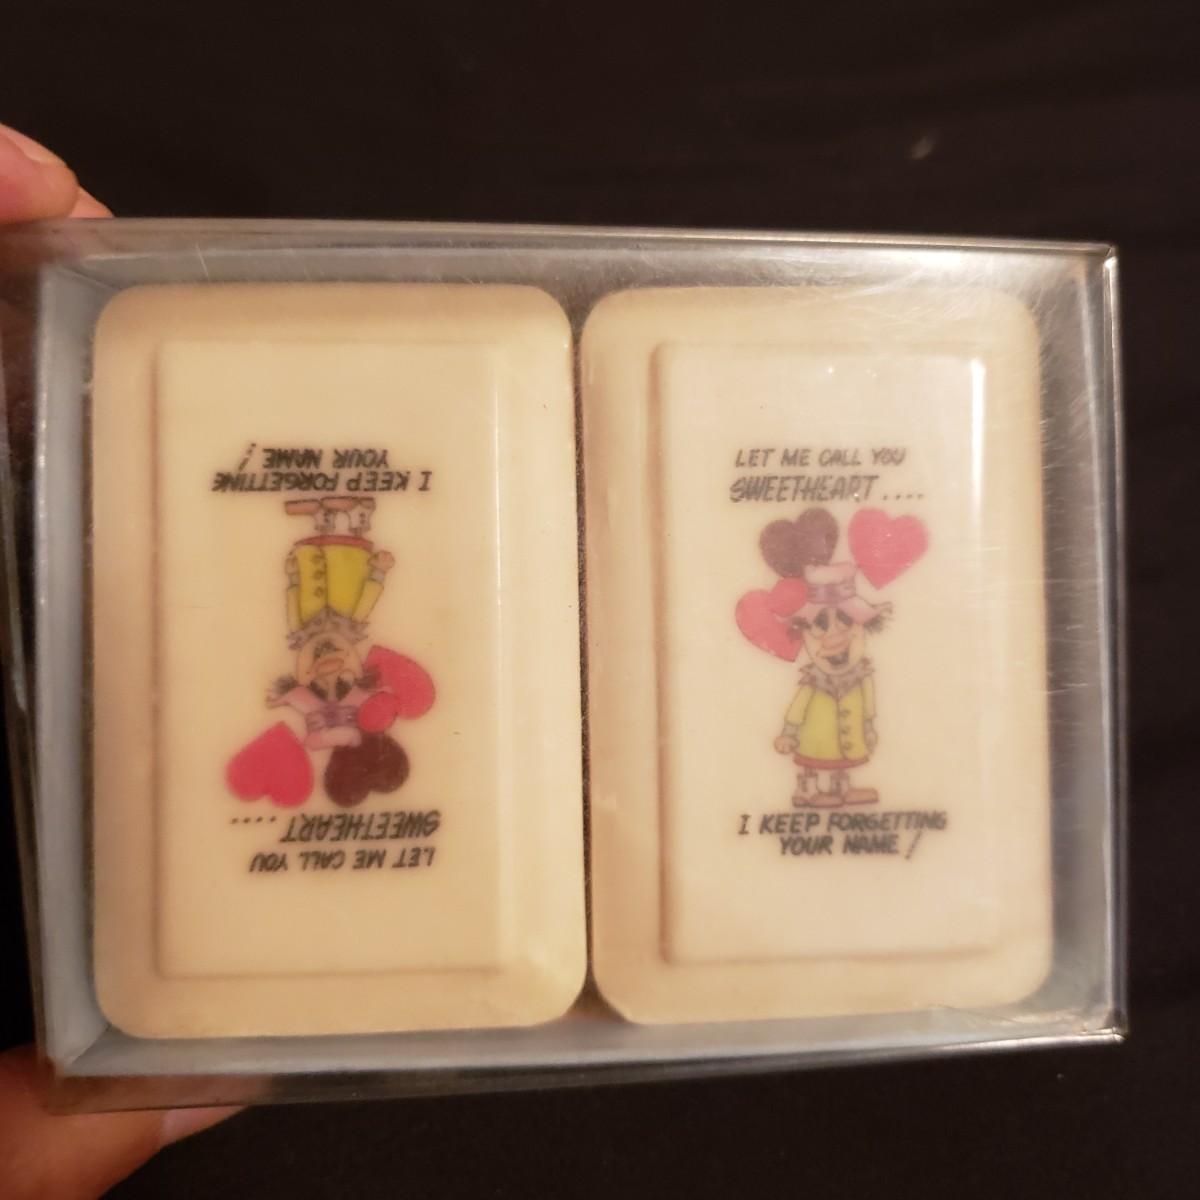 I KEEP FORGETTING
YOUR NAME!
LET ME CALL YOU
SWEETHEART ....
LET ME CALL YOU
SWEETHEART ....
I KEEP FORGETTING
YOUR NAME!